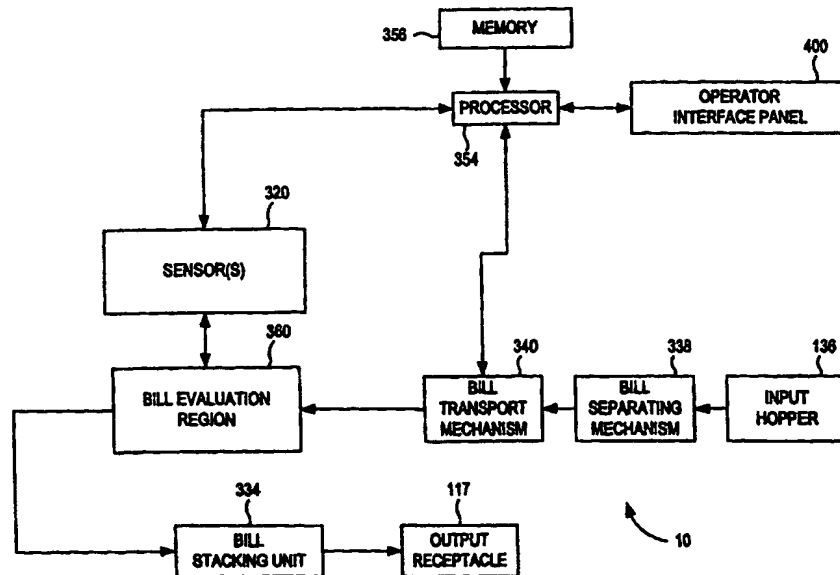 356
MEMORY
400
PROCESSOR
354
OPERATOR
INTERFACE PANEL
320
SENSOR(S)
360
BILL EVALUATION
REGION
340
BILL
TRANSPORT
MECHANISM
338
BILL
SEPARATING
MECHANISM
136
INPUT
HOPPER
334
BILL
STACKING UNIT
117
OUTPUT
RECEPTACLE
10